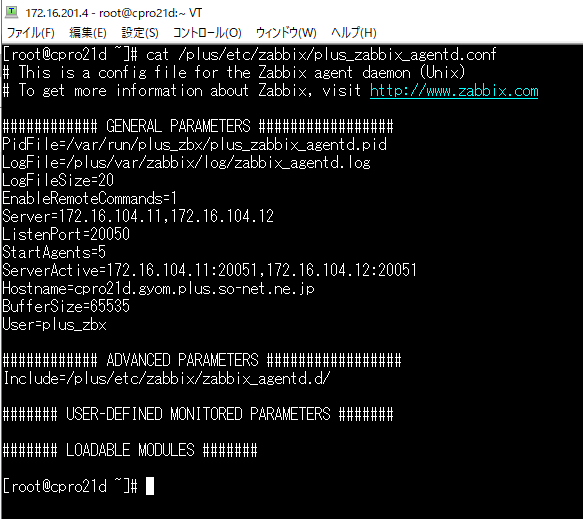 172.16.201.4 - root@cpro21d:~ VT
ファイル(F) 編集(E) 設定(S) コントロール(O) ウィンドウ(W) ヘルプ(H)
[root@cpro21d ~]# cat /plus/etc/zabbix/plus_zabbix_agentd.conf
# This is a config file for the Zabbix agent daemon (Unix)
# To get more information about Zabbix, visit http://www.zabbix.com
############ GENERAL PARAMETERS #################
PidFile=/var/run/plus_zbx/plus_zabbix_agentd.pid
LogFile=/plus/var/zabbix/log/zabbix_agentd.log
LogFileSize=20
EnableRemoteCommands=1
Server=172.16.104.11,172.16.104.12
ListenPort=20050
StartAgents=5
ServerActive=172.16.104.11:20051,172.16.104.12:20051
Hostname=cpro21d.gyom.plus.so-net.ne.jp
BufferSize=65535
User=plus_zbx
############ ADVANCED PARAMETERS #################
Include=/plus/etc/zabbix/zabbix_agentd.d/
####### USER-DEFINED MONITORED PARAMETERS #######
####### LOADABLE MODULES #######
[root@cpro21d ~]#